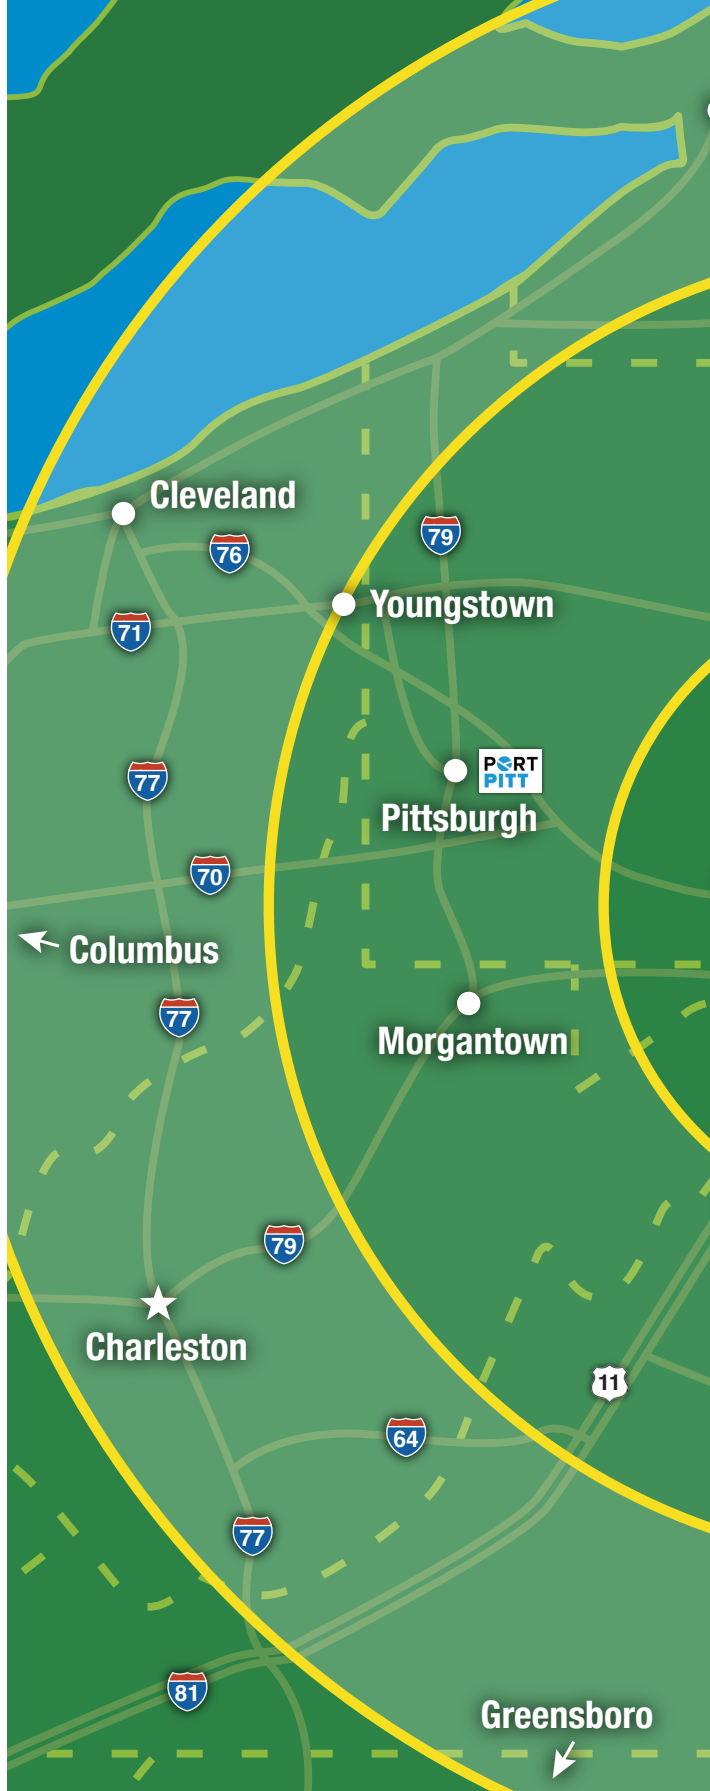 Cleveland
76
79
Youngstown
71
77
PORT
PITT
Pittsburgh
70
Columbus
77
Morgantown
79
Charleston
11
64
77
81
Greensboro